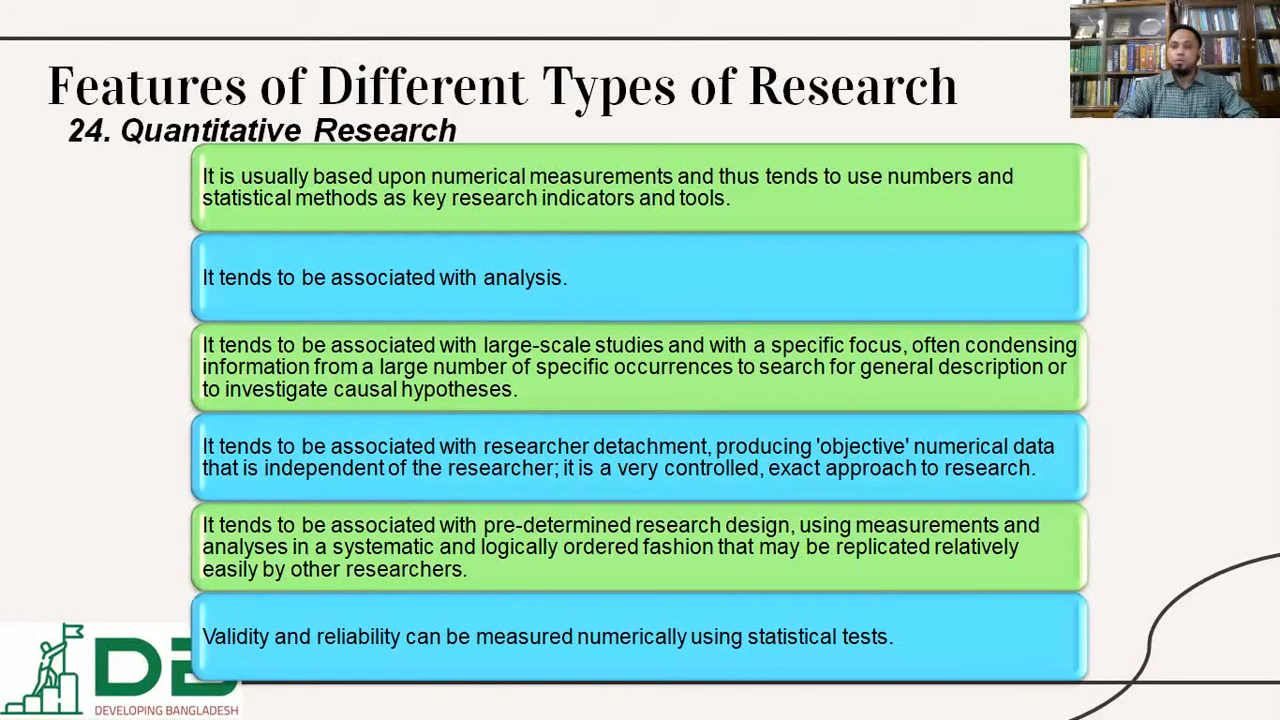 Features of Different Types of Research
24. Quantitative Research
It is usually based upon numerical measurements and thus tends to use numbers and
statistical methods as key research indicators and tools.
It tends to be associated with analysis.
It tends to be associated with large-scale studies and with a specific focus, often condensing
information from a large number of specific occurrences to search for general description or
to investigate causal hypotheses.
It tends to be associated with researcher detachment, producing 'objective' numerical data
that is independent of the researcher; it is a very controlled, exact approach to research.
It tends to be associated with pre-determined research design, using measurements and
analyses in a systematic and logically ordered fashion that may be replicated relatively
easily by other researchers.
Validity and reliability can be measured numerically using statistical tests.
DB
DEVELOPING BANGLADESH